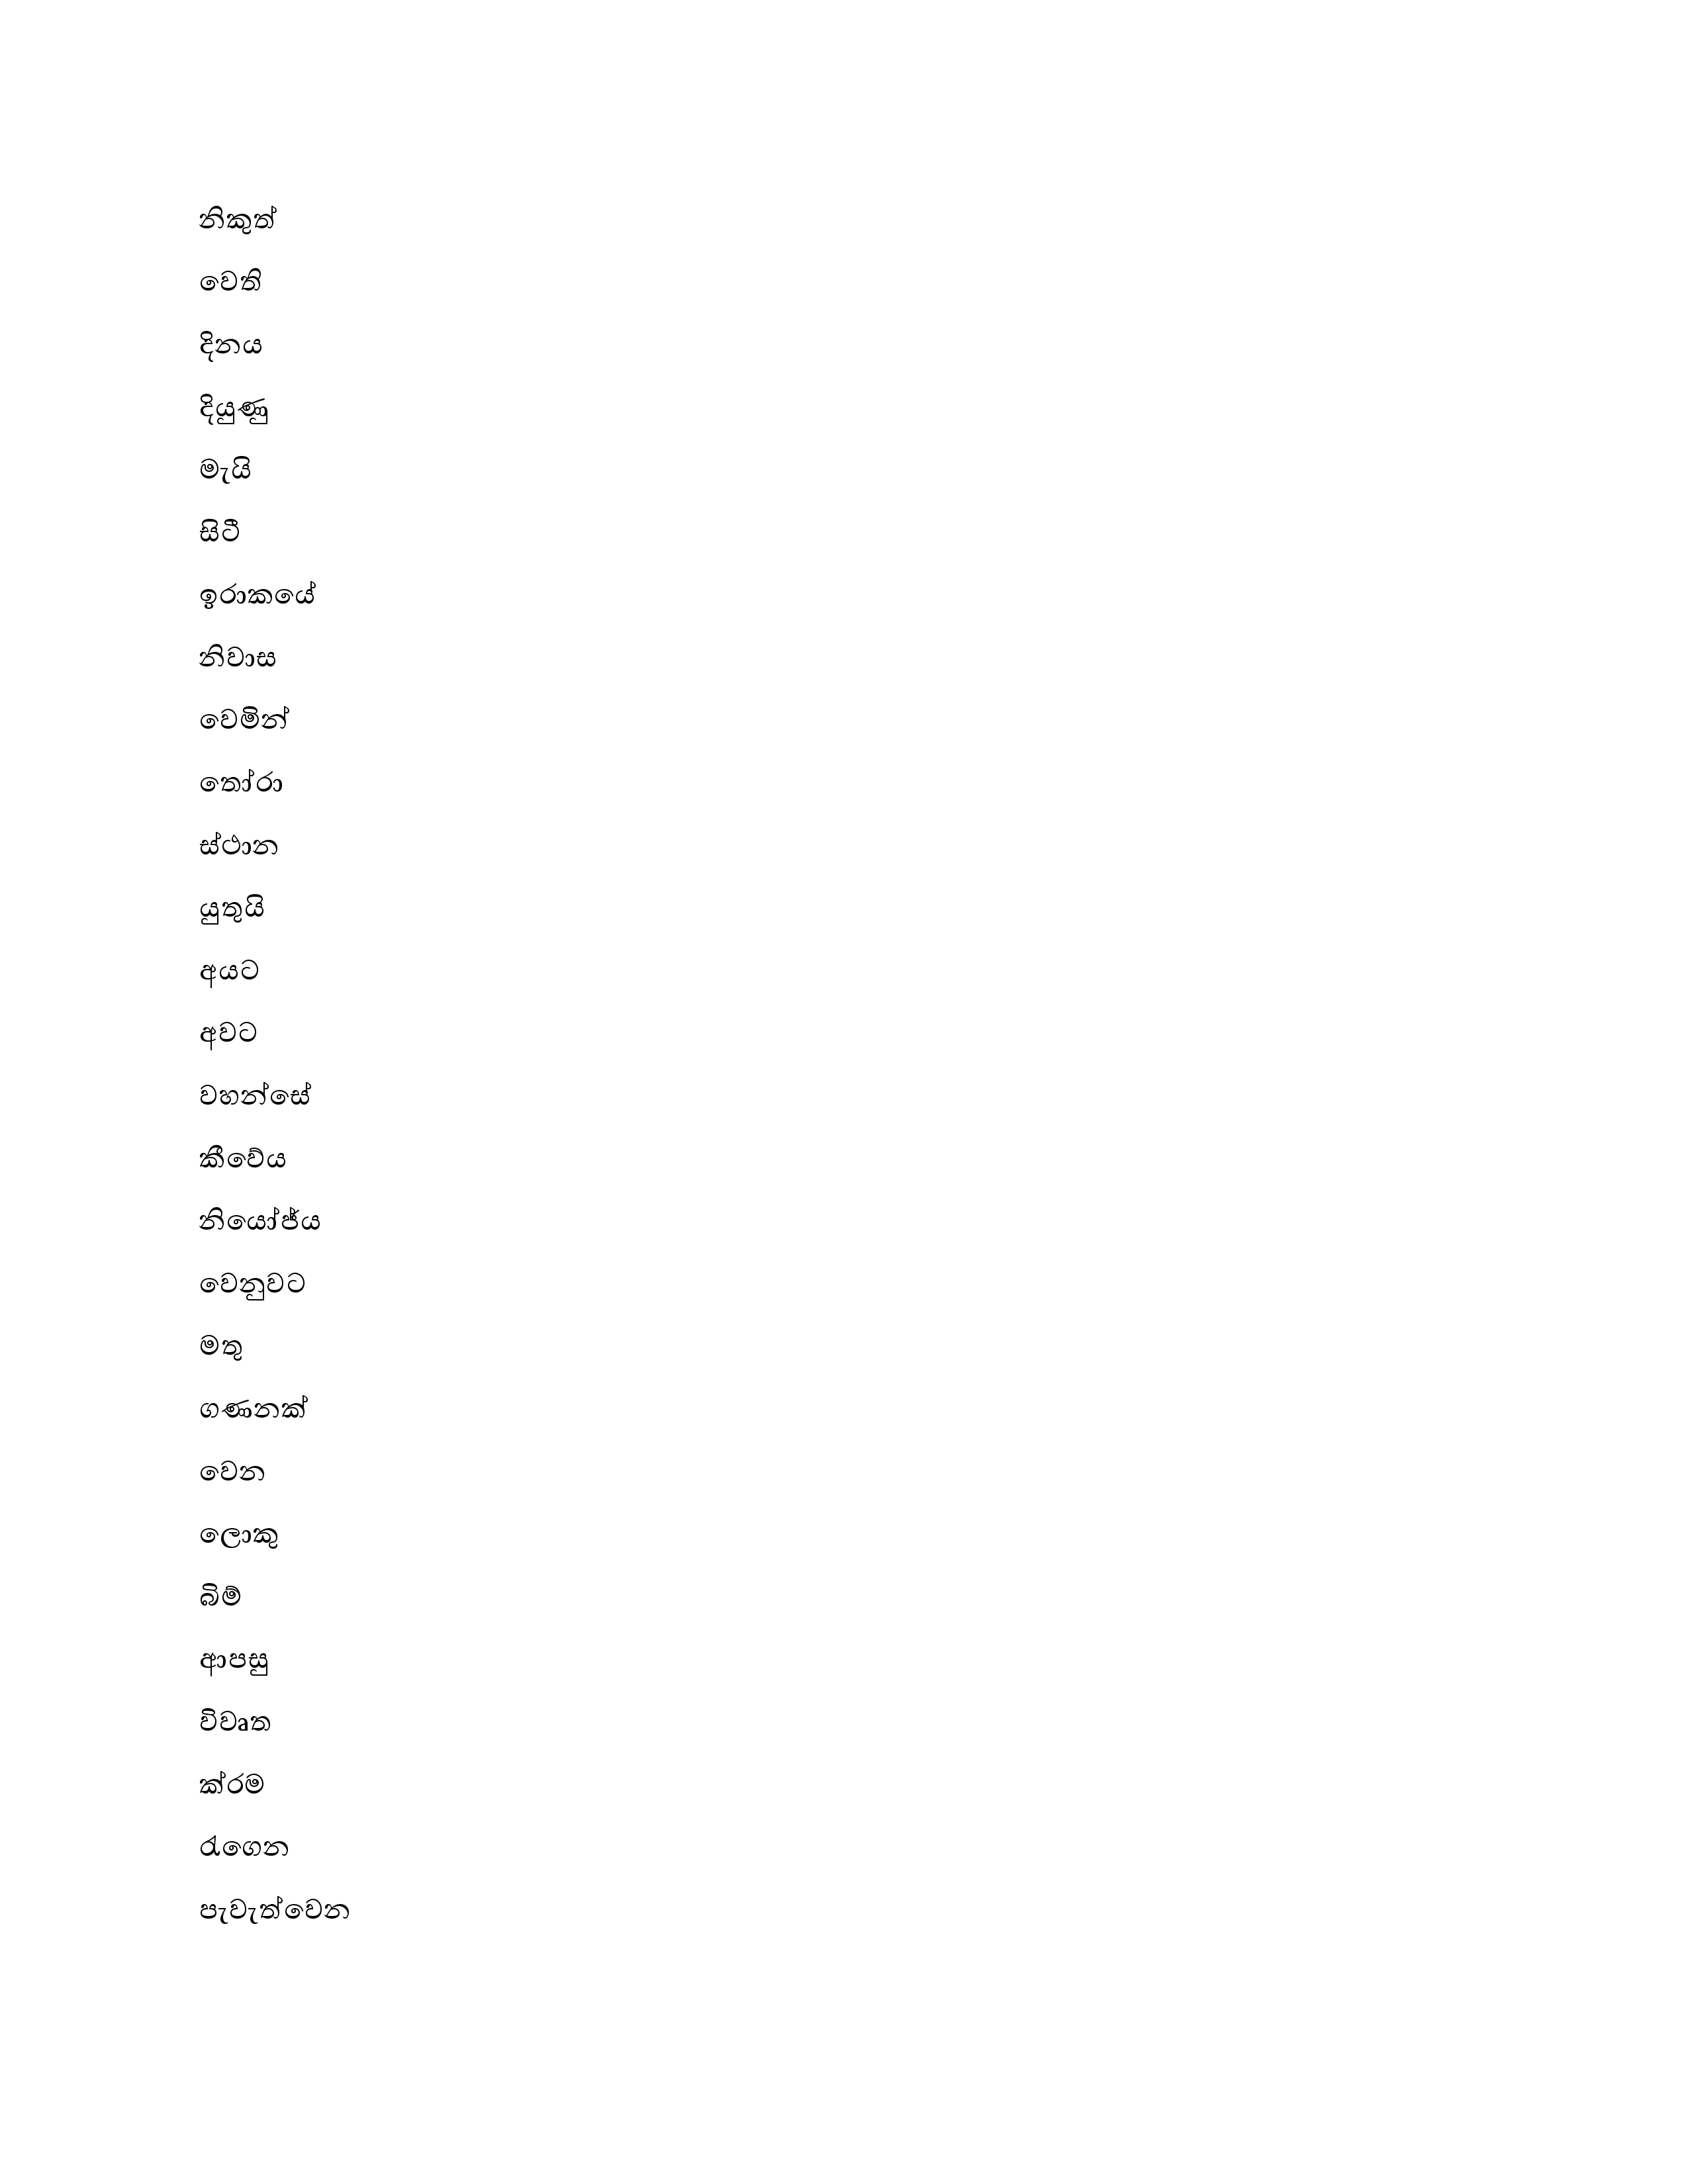 නිකුත්
වෙති
දිනය
දියුණු
මැයි
සිටී
ඉරාකයේ
නිවාස
වෙමින්
තෝරා
ස්ථාන
යුතුයි
අයට
අවට
වහන්සේ
කීවේය
නියෝජ්ය
වෙනුවට
මතු
ගණනක්
වෙන
ලොකු
බිම්
ආපසු
විවෘත
ක්රම
රැගෙන
පැවැත්වෙන